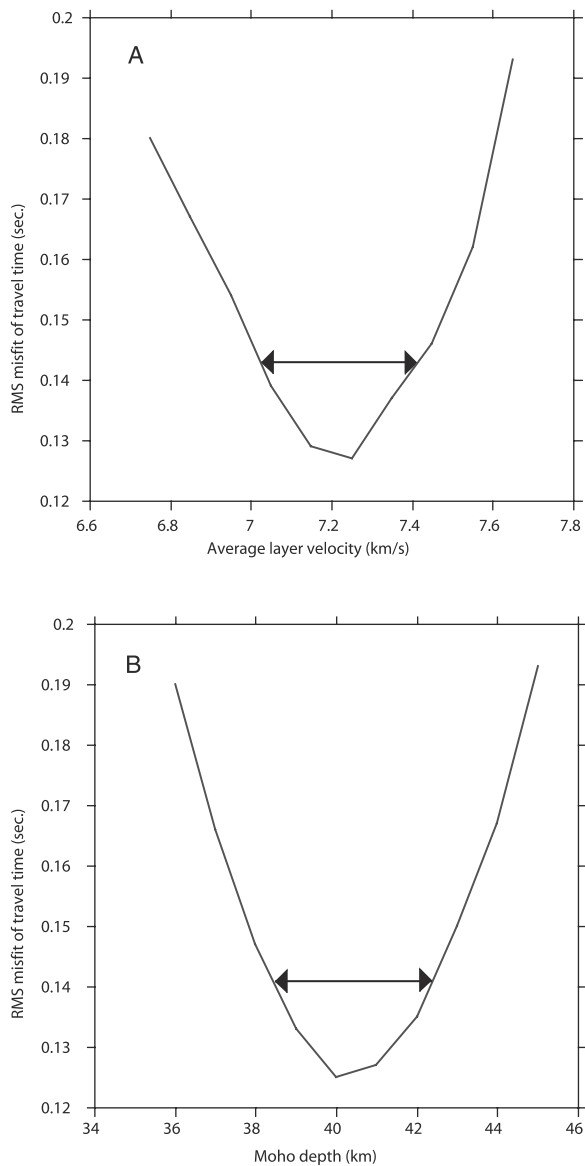 A
RMS misfit of travel time (sec.)
0.2
0.19
0.18
0.17
0.16
0.15
0.14
0.13
0.12
6.6 6.8 7 7.2 7.4 7.6 7.8
Average layer velocity (km/s)
B
RMS misfit of travel time (sec.)
0.2
0.19
0.18
0.17
0.16
0.15
0.14
0.13
0.12
34 36 38 40 42 44 46
Moho depth (km)